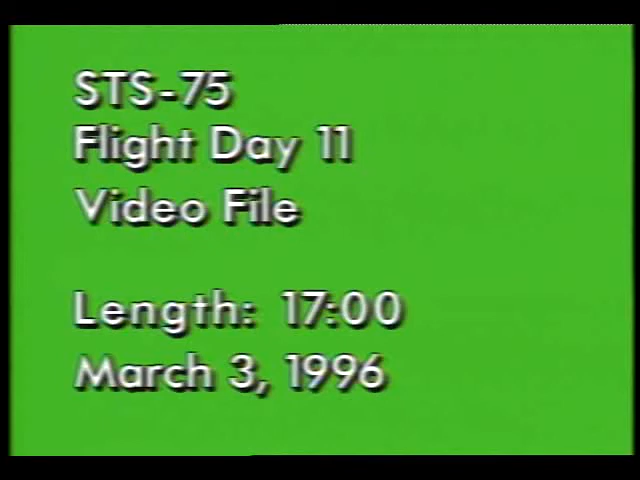 STS-75
Flight Day 11
Video File
Length: 17:00
March 3, 1996